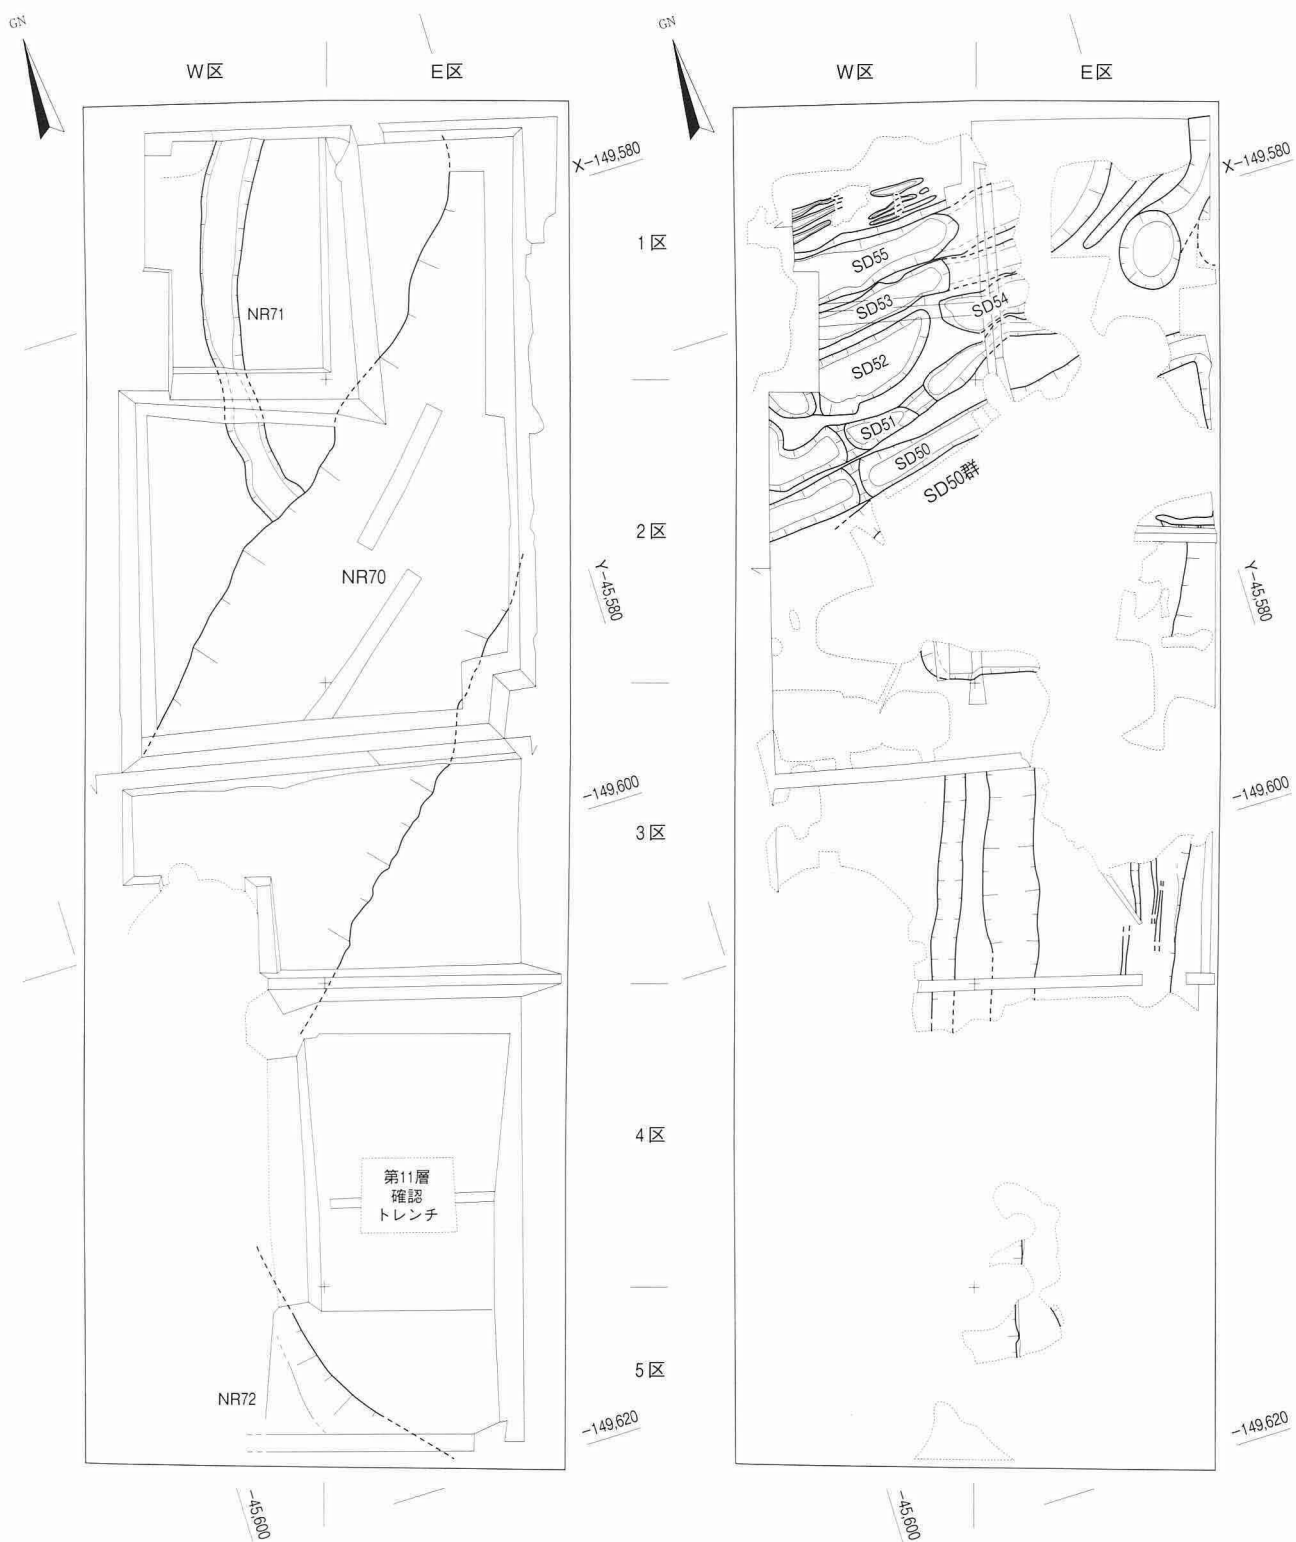 GN
W区
E区
X-149,580
1区
NR71
2区
NR70
Y-45,580
-149,600
3区
4区
第11層
確認
トレンチ
5区
NR72
-149,620
-45,600
GN
W区
E区
X-149,580
SD55
SD53
SD54
SD52
SD51
SD50
SD50群
Y-45,580
-149,600
-149,620
-45,600